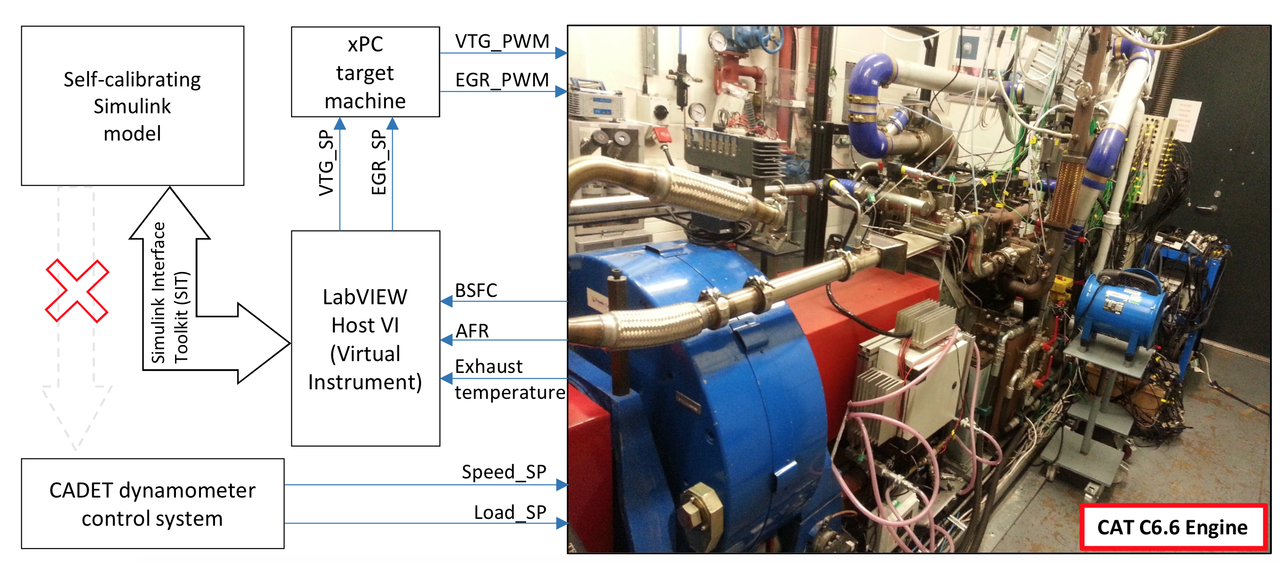 Self-calibrating
Simulink
model
xPC
target
machine
VTG_PWM
EGR_PWM
VTG_SP
EGR_SP
Simulink Interface
Toolkit (SIT)
LabVIEW
Host VI
(Virtual
Instrument)
BSFC
AFR
Exhaust
temperature
CADET dynamometer
control system
Speed_SP
Load_SP
CAT C6.6 Engine